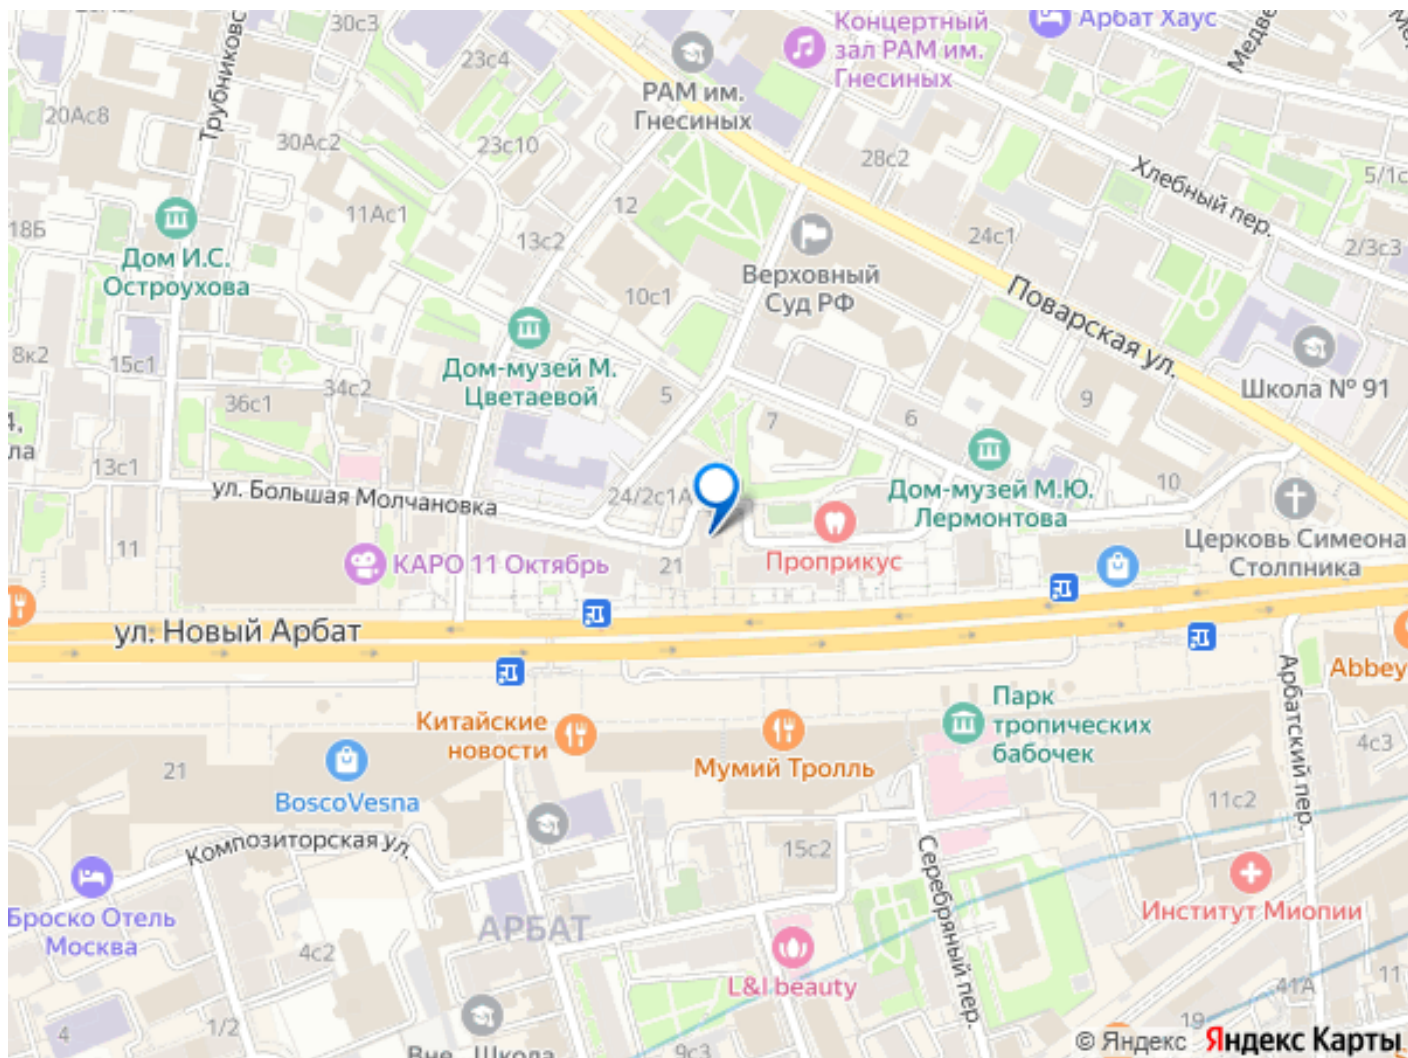 30с3
Концертный
зал РАМ им.
Гнесиных
Арбат Хаус
23с4
РАМ им.
Гнесиных
20Ас8
30Ас2
23с10
28с2
Хлебный пер.
5/1с
18Б
11Ас1
12
13с2
24с1
2/3с3
Дом И.С.
Остроухова
Верховный
Суд РФ
10с1
Поварская ул.
8к2
15с1
34с2
36с1
Дом-музей М.
Цветаевой
5
7
6
9
Школа № 91
4,
ла
13с1
ул. Большая Молчановка
24/2с1А
Дом-музей М.Ю.
Лермонтова
10
Церковь Симеона
Столпника
11
КАРО 11 Октябрь
21
Проприкус
ул. Новый Арбат
Арбатский пер.
Abbey
Китайские
новости
Мумий Тролль
Парк
тропических
бабочек
4с3
21
BoscoVesna
11с2
Композиторская ул.
15с2
Серебряный пер.
Броско Отель
Москва
АРБАТ
4с2
Институт Миопии
L&I beauty
41А
11
4
1/2
19
9с3
Школа
© Яндекс Яндекс Карты